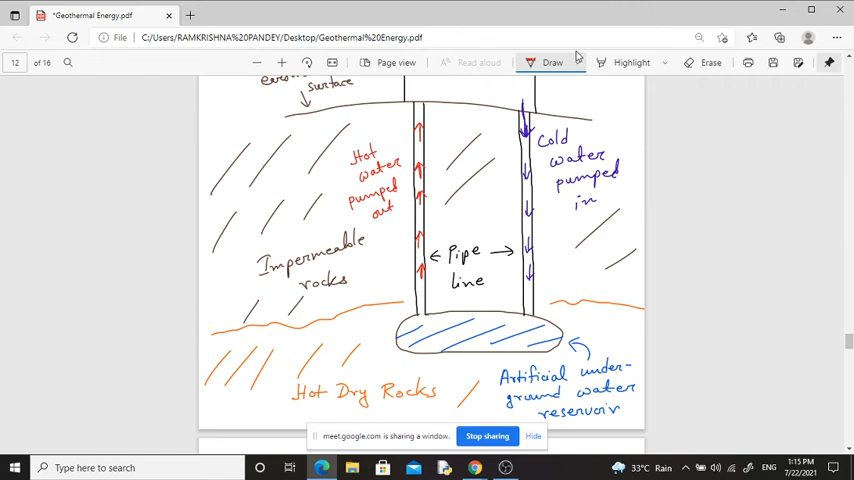 *Geothermal Energy.pdf
File
C:/Users/RAMKRISHNA%20PANDEY/Desktop/Geothermal%20Energy.pdf
12 of 16
Page view
Read aloud
Draw
Highlight
Erase
surface
Hot
water
pumped
out
Cold
water
pumped
in
Impermeable
rocks
Pipe
line
Hot Dry Rocks
Artificial under-
ground water
reservoir
meet.google.com is sharing a window.
Stop sharing
Hide
Type here to search
33°C Rain
ENG
1:15 PM
7/22/2021